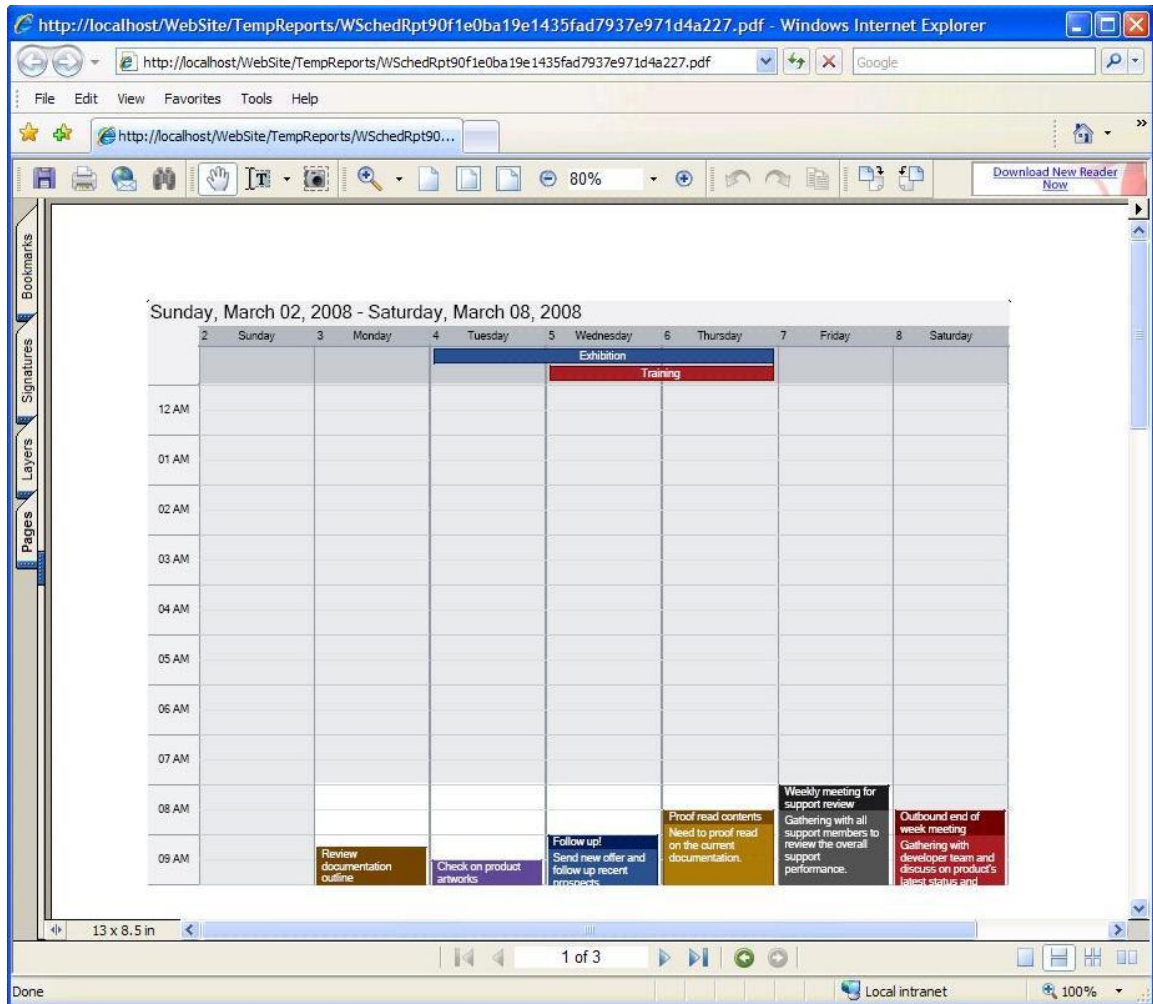 http://localhost/WebSite/TempReports/WSchedRpt90f1e0ba19e1435fad7937e971d4a227.pdf - Windows Internet Explorer
http://localhost/WebSite/TempReports/WSchedRpt90f1e0ba19e1435fad7937e971d4a227.pdf
Google
File Edit View Favorites Tools Help
http://localhost/WebSite/TempReports/WSchedRpt90...
80%
Download New Reader
Now
Bookmarks
Signatures
Layers
Pages
Sunday, March 02, 2008 - Saturday, March 08, 2008
2 Sunday 3 Monday 4 Tuesday 5 Wednesday 6 Thursday 7 Friday 8 Saturday
Exhibition
Training
12 AM
01 AM
02 AM
03 AM
04 AM
05 AM
06 AM
07 AM
08 AM
09 AM
Review
documentation
outline
Check on product
artworks
Follow up!
Send new offer and
follow up recent
prospects
Proof read contents
Need to proof read
on the current
documentation.
Weekly meeting for
support review
Gathering with all
support members to
review the overall
support
performance.
Outbound end of
week meeting
Gathering with
developer team and
discuss on product's
latest status and
13 x 8.5 in
1 of 3
Done
Local intranet
100%